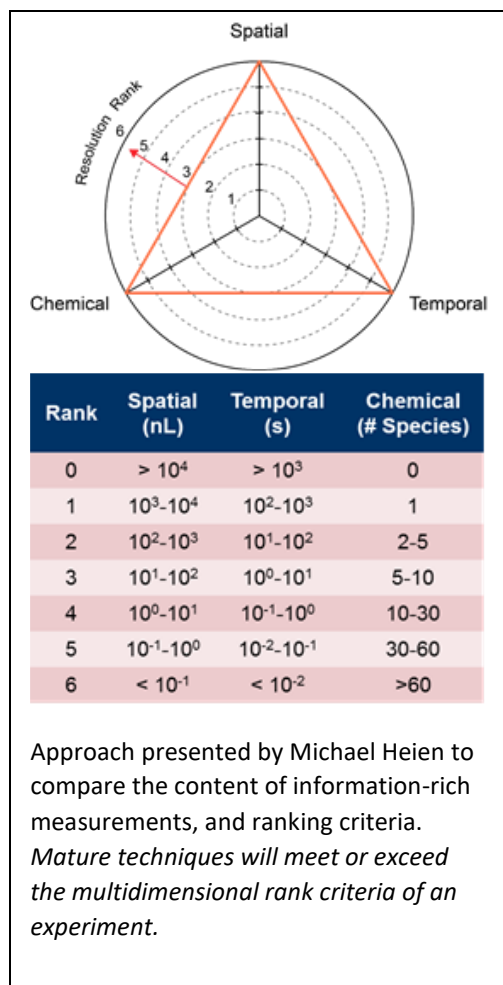 Spatial
Resolution Rank
6
5
4
3
2
1
Chemical
Temporal
Rank Spatial (nL) Temporal (s) Chemical (# Species)
0 > 10⁴ > 10³ 0
1 10³-10⁴ 10²-10³ 1
2 10²-10³ 10¹-10² 2-5
3 10¹-10² 10⁰-10¹ 5-10
4 10⁰-10¹ 10⁻¹-10⁰ 10-30
5 10⁻¹-10⁰ 10⁻²-10⁻¹ 30-60
6 < 10⁻¹ < 10⁻² >60
Approach presented by Michael Heien to
compare the content of information-rich
measurements, and ranking criteria.
Mature techniques will meet or exceed
the multidimensional rank criteria of an
experiment.